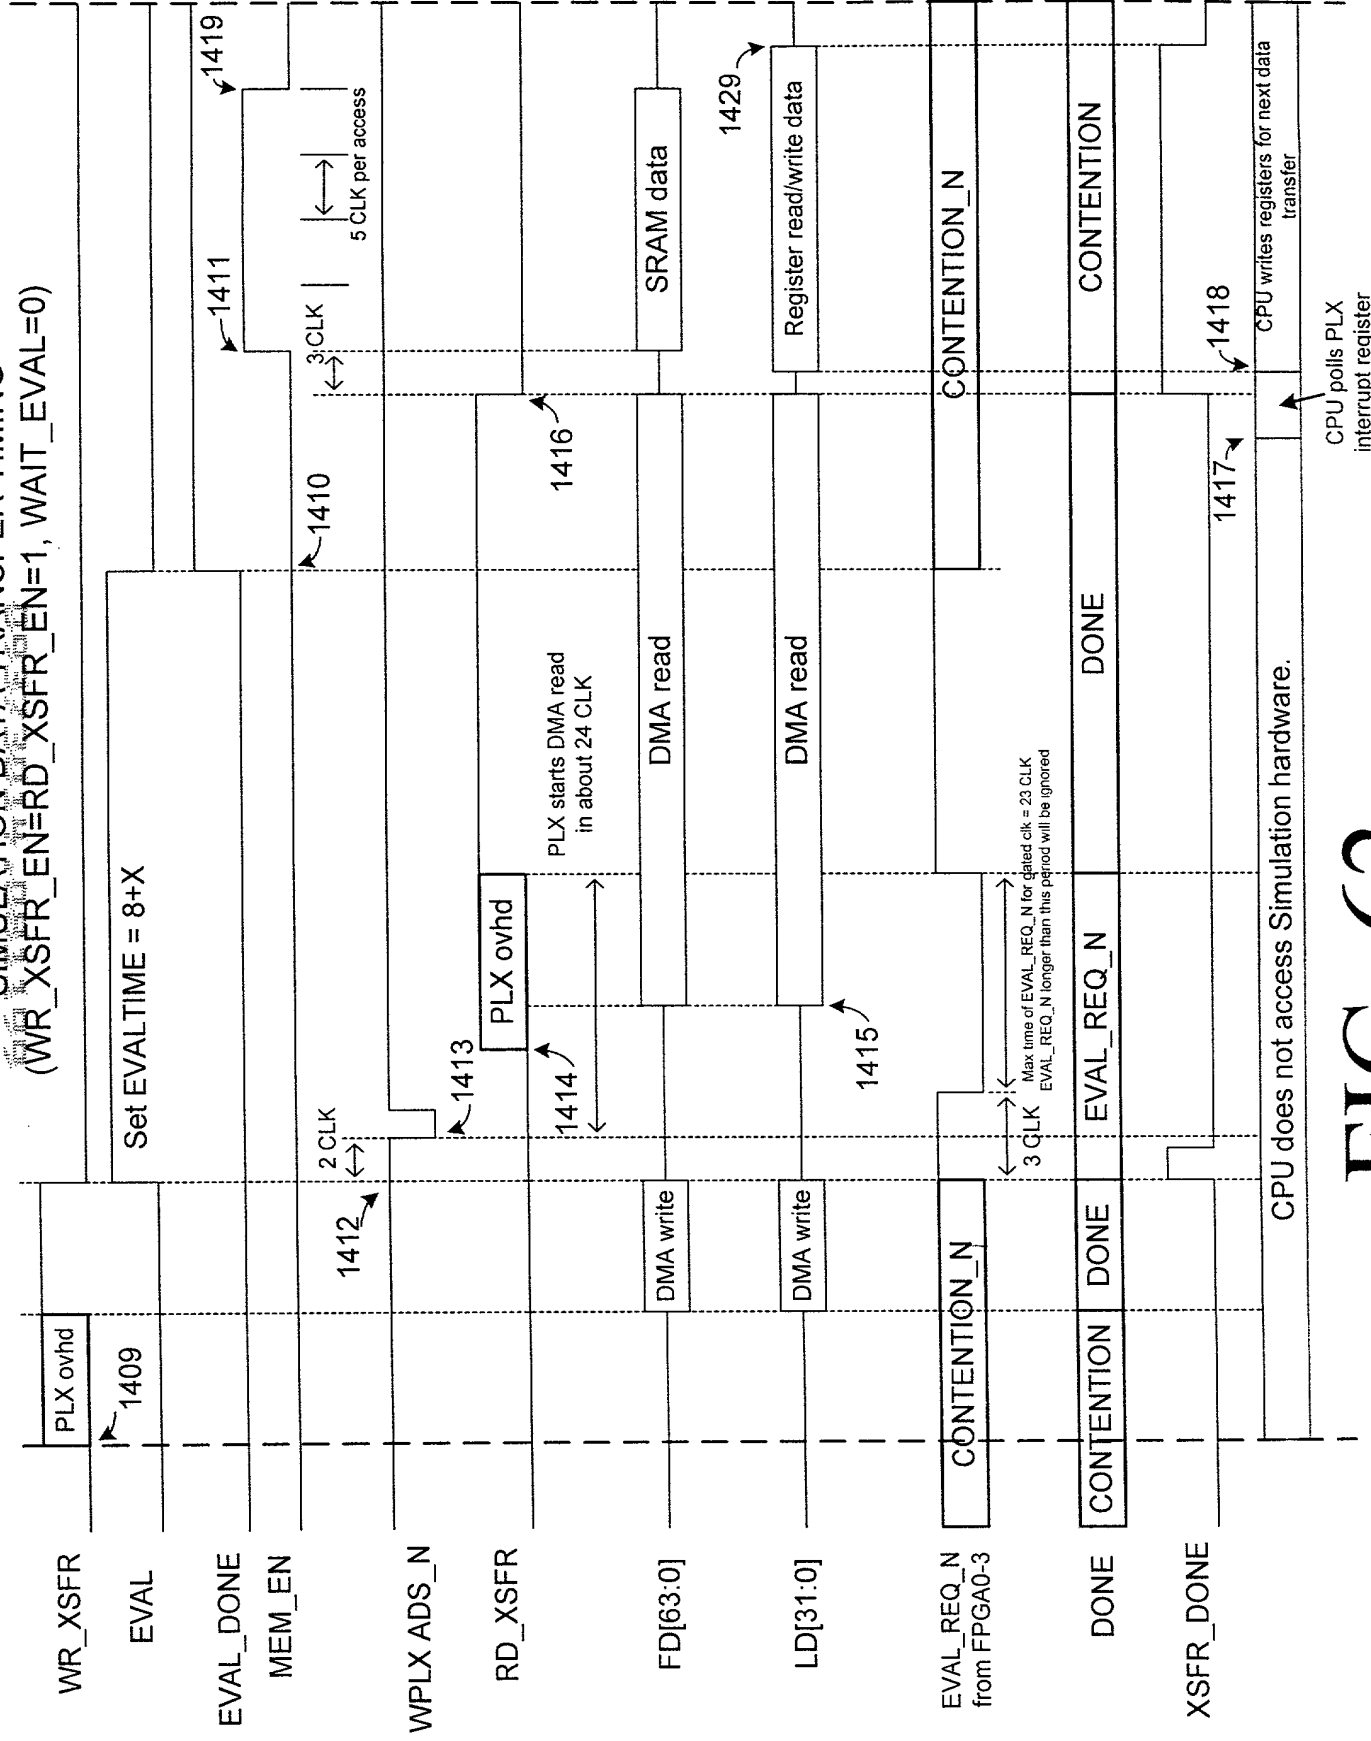 (WR_XSFR_EN=RD_XSFR_EN=1, WAIT_EVAL=0)
WR_XSFR
PLX ovhd
1409
EVAL
Set EVALTIME = 8+X
EVAL_DONE
1410
MEM_EN
1411
1419
3 CLK
5 CLK per access
WPLX ADS_N
1412
2 CLK
1413
RD_XSFR
PLX ovhd
1414
1416
PLX starts DMA read
in about 24 CLK
FD[63:0]
DMA write
DMA read
SRAM data
LD[31:0]
DMA write
1415
DMA read
Register read/write data
1429
EVAL_REQ_N
from FPGA0-3
CONTENTION_N
CONTENTION_N
3 CLK
Max time of EVAL_REQ_N for gated clk = 23 CLK
EVAL_REQ_N longer than this period will be ignored
DONE
CONTENTION
DONE
EVAL_REQ_N
DONE
CONTENTION
XSFR_DONE
1417
1418
CPU does not access Simulation hardware.
CPU polls PLX
interrupt register
CPU writes registers for next data
transfer